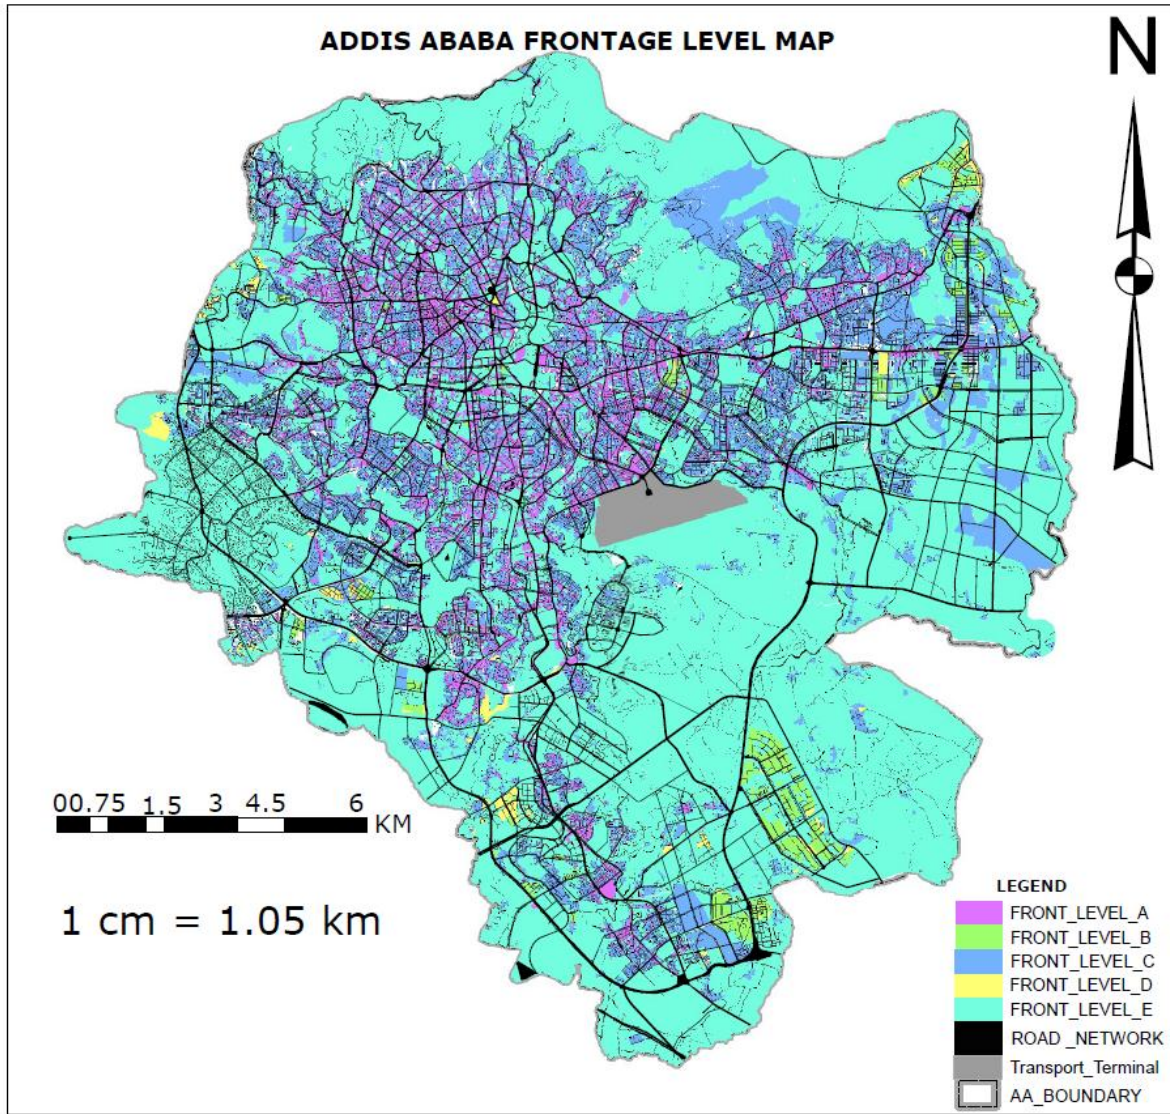 ADDIS ABABA FRONTAGE LEVEL MAP
N
00.75 1.5 3 4.5 6
KM
1 cm = 1.05 km
LEGEND
FRONT_LEVEL_A
FRONT_LEVEL_B
FRONT_LEVEL_C
FRONT_LEVEL_D
FRONT_LEVEL_E
ROAD _NETWORK
Transport_Terminal
AA_BOUNDARY